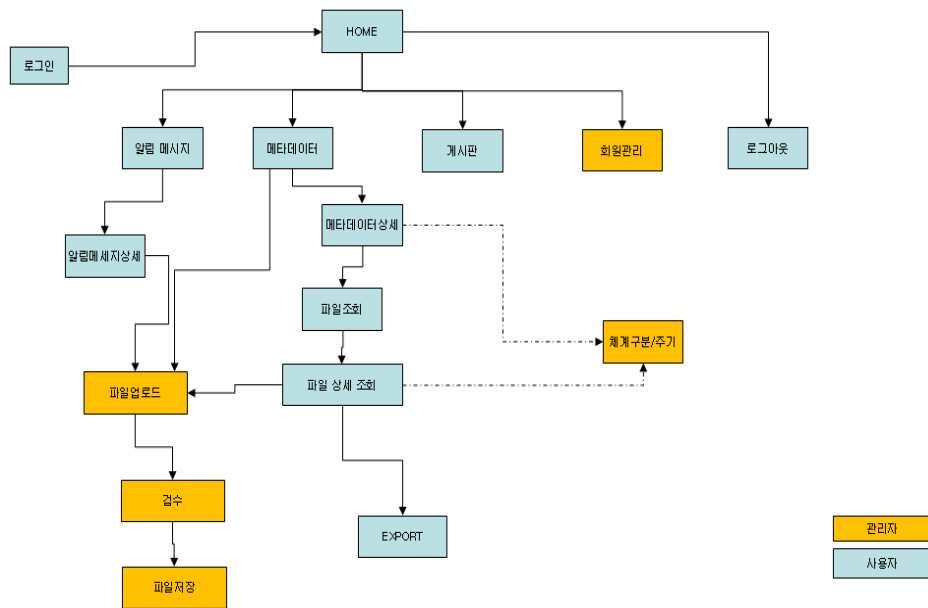 HOME
로그인
알림 메시지
메타데이터
게시판
회원관리
로그아웃
메타데이터상세
알림메세지상세
파일조회
체계구분/주기
파일 상세 조회
파일업로드
검수
EXPORT
관리자
사용자
파일저장